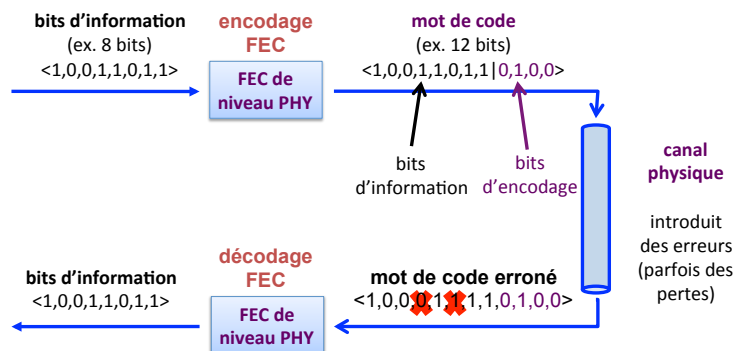 bits d'information
(ex. 8 bits)
<1,0,0,1,1,0,1,1>
encodage
FEC
FEC de
niveau PHY
mot de code
(ex. 12 bits)
<1,0,0,1,1,0,1,1|0,1,0,0>
bits
d'information
bits
d'encodage
canal
physique
introduit
des erreurs
(parfois des
pertes)
bits d'information
<1,0,0,1,1,0,1,1>
décodage
FEC
FEC de
niveau PHY
mot de code erroné
<1,0,0,0,1,1,1,1,0,1,0,0>